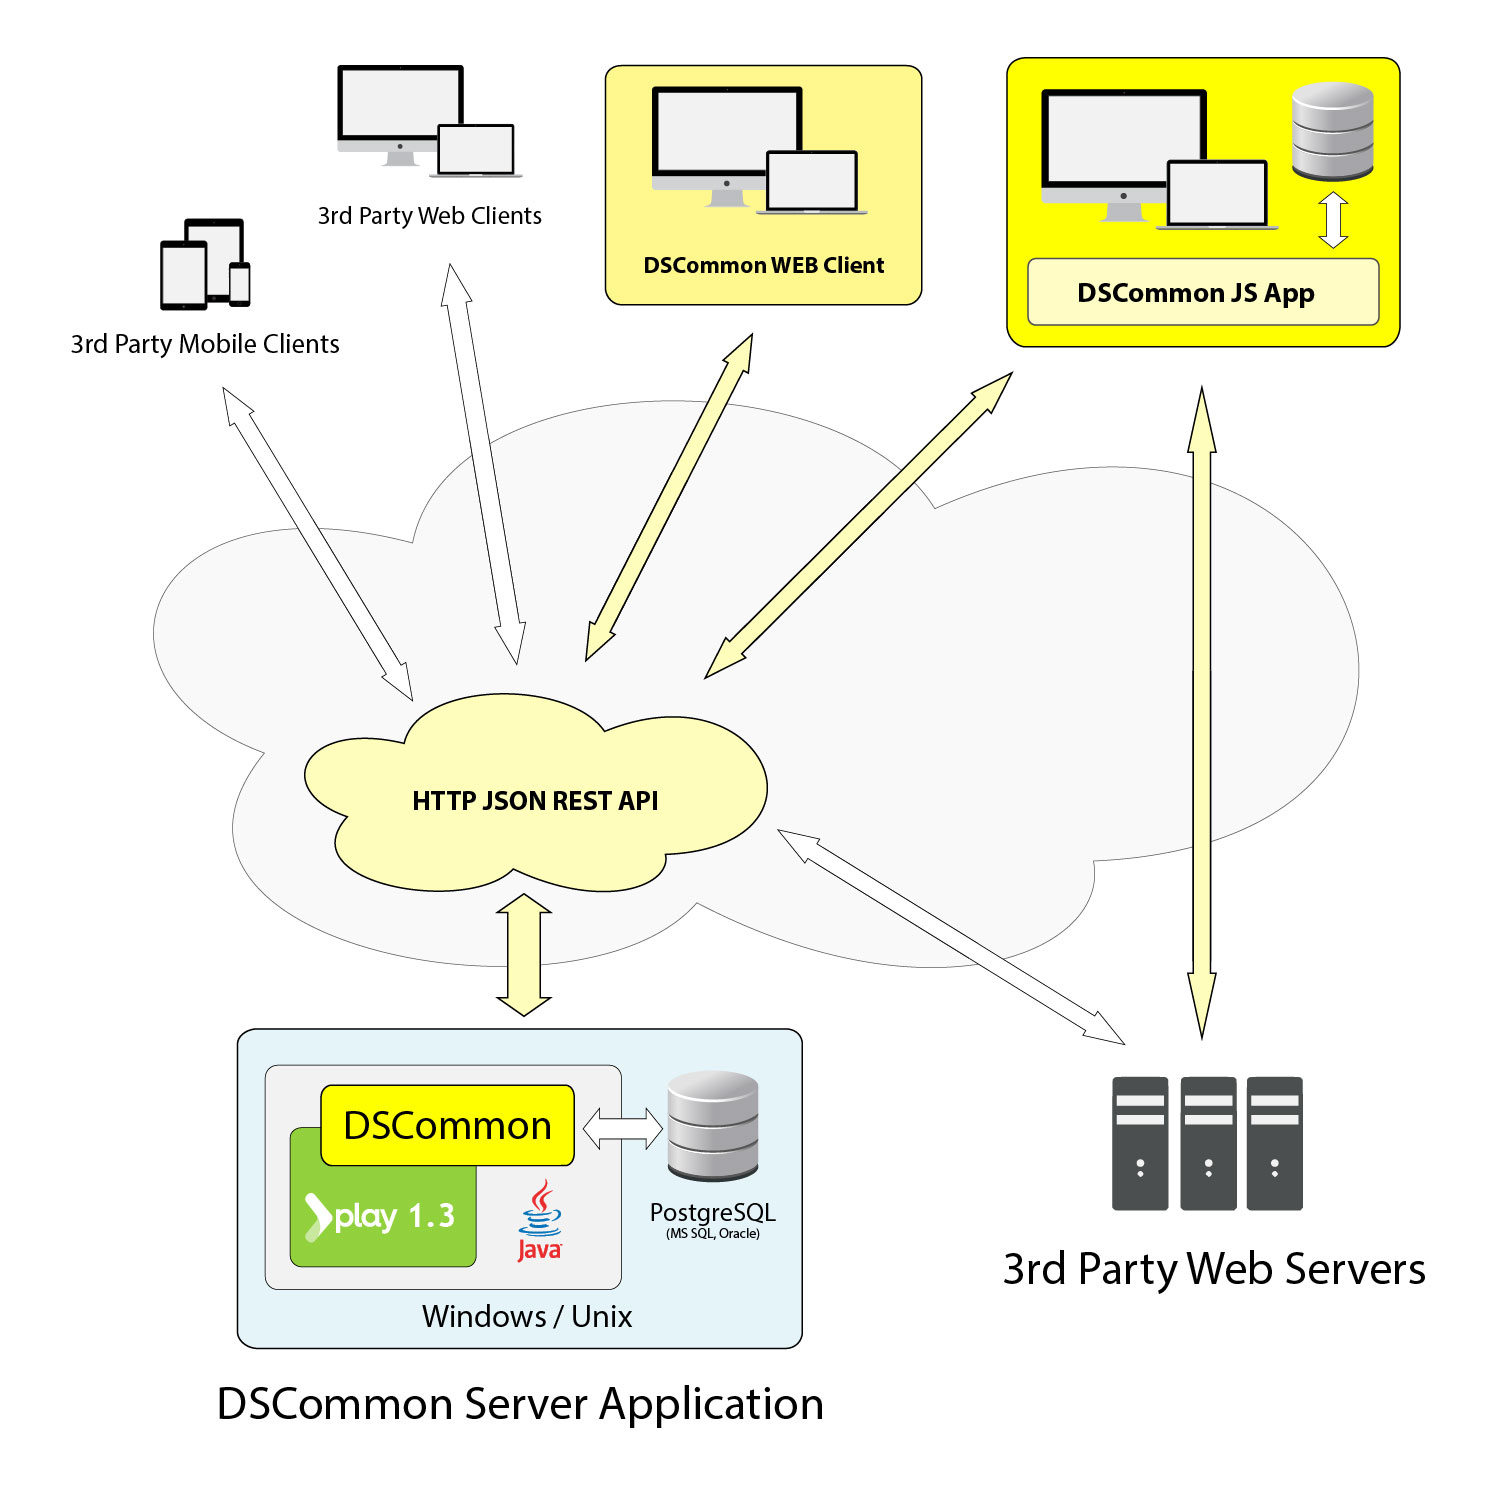 3rd Party Web Clients
3rd Party Mobile Clients
DSCommon WEB Client
DSCommon JS App
HTTP JSON REST API
DSCommon
play 1.3
Java
PostgreSQL
(MS SQL, Oracle)
Windows / Unix
DSCommon Server Application
3rd Party Web Servers